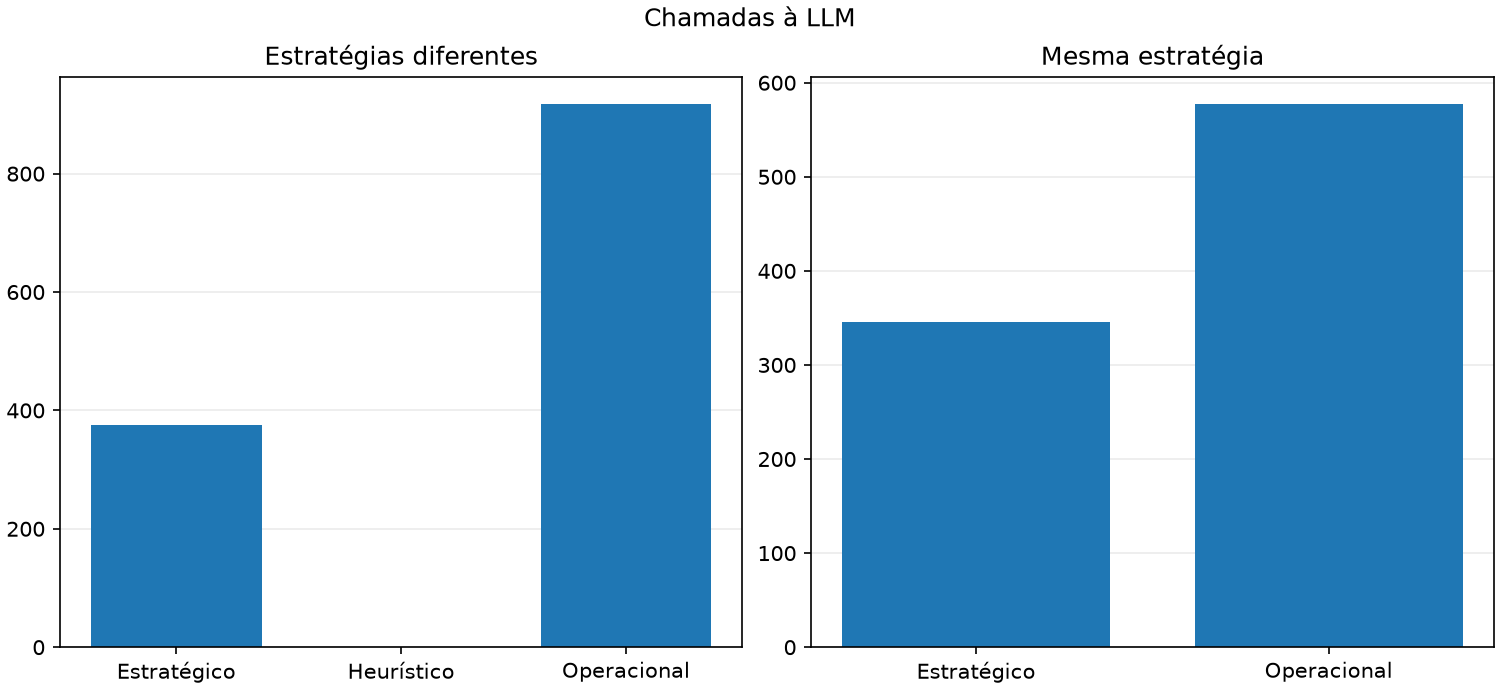 Chamadas à LLM
Estratégias diferentes
800
600
400
200
0
Estratégico Heurístico Operacional
Mesma estratégia
600
500
400
300
200
100
0
Estratégico Operacional